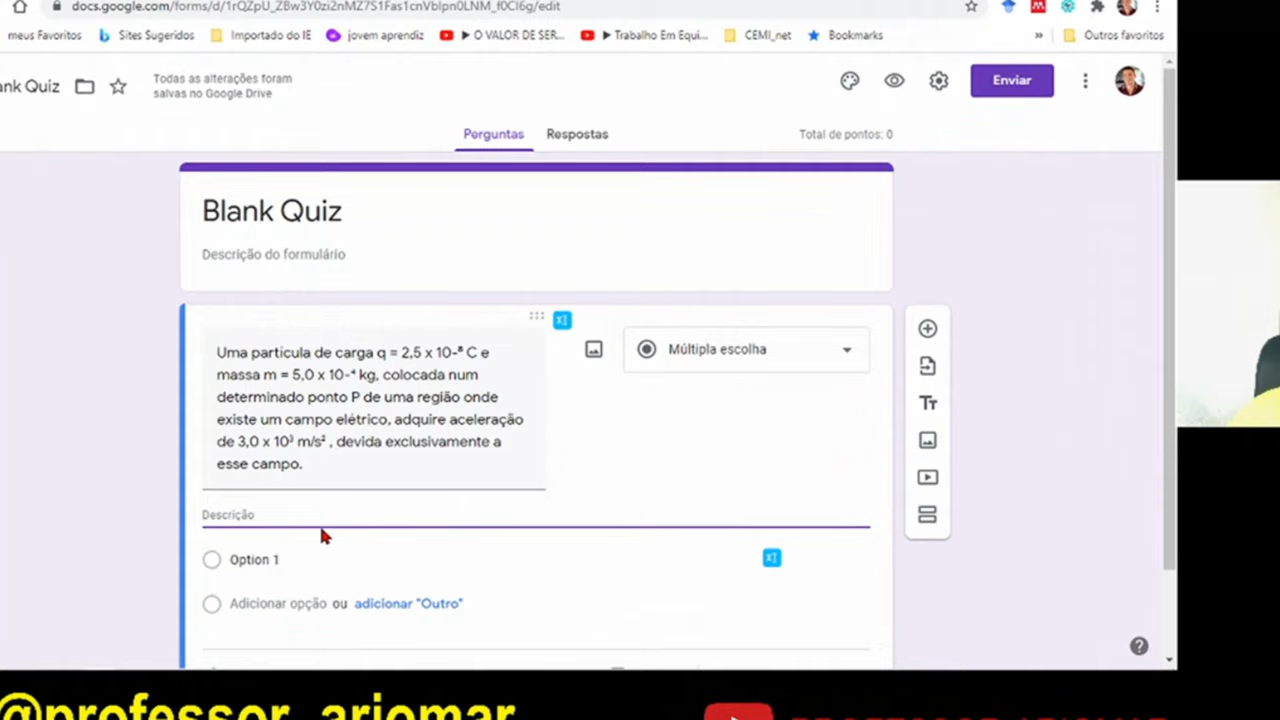 docs.google.com/forms/d/1rQZpU_ZBw3Y0zi2nMZ7S1Fas1cnVblpn0LNM_f0Cl6g/edit
meus Favoritos Sites Sugeridos Importado do IE jovem aprendiz O VALOR DE SER... Trabalho Em Equi... CEMI_net Bookmarks » Outros favoritos
ank Quiz Todas as alterações foram
salvas no Google Drive
Enviar
Perguntas Respostas Total de pontos: 0
Blank Quiz
Descrição do formulário
Uma partícula de carga q = 2,5 x 10-⁸ C e
massa m = 5,0 x 10-⁴ kg, colocada num
determinado ponto P de uma região onde
existe um campo elétrico, adquire aceleração
de 3,0 x 10³ m/s² , devida exclusivamente a
esse campo.
Múltipla escolha
Descrição
Option 1
Adicionar opção ou adicionar "Outro"
@professor_ariomar